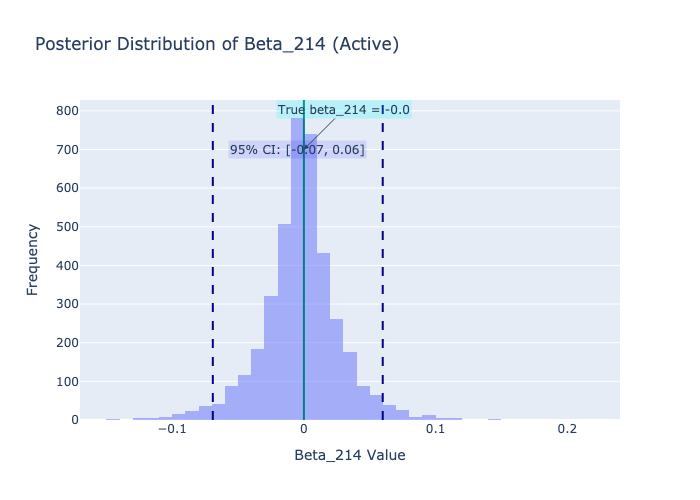 Posterior Distribution of Beta_214 (Active)
True beta_214 = -0.0
95% CI: [-0.07, 0.06]
800
700
600
500
400
300
200
100
0
Frequency
−0.1
0
0.1
0.2
Beta_214 Value